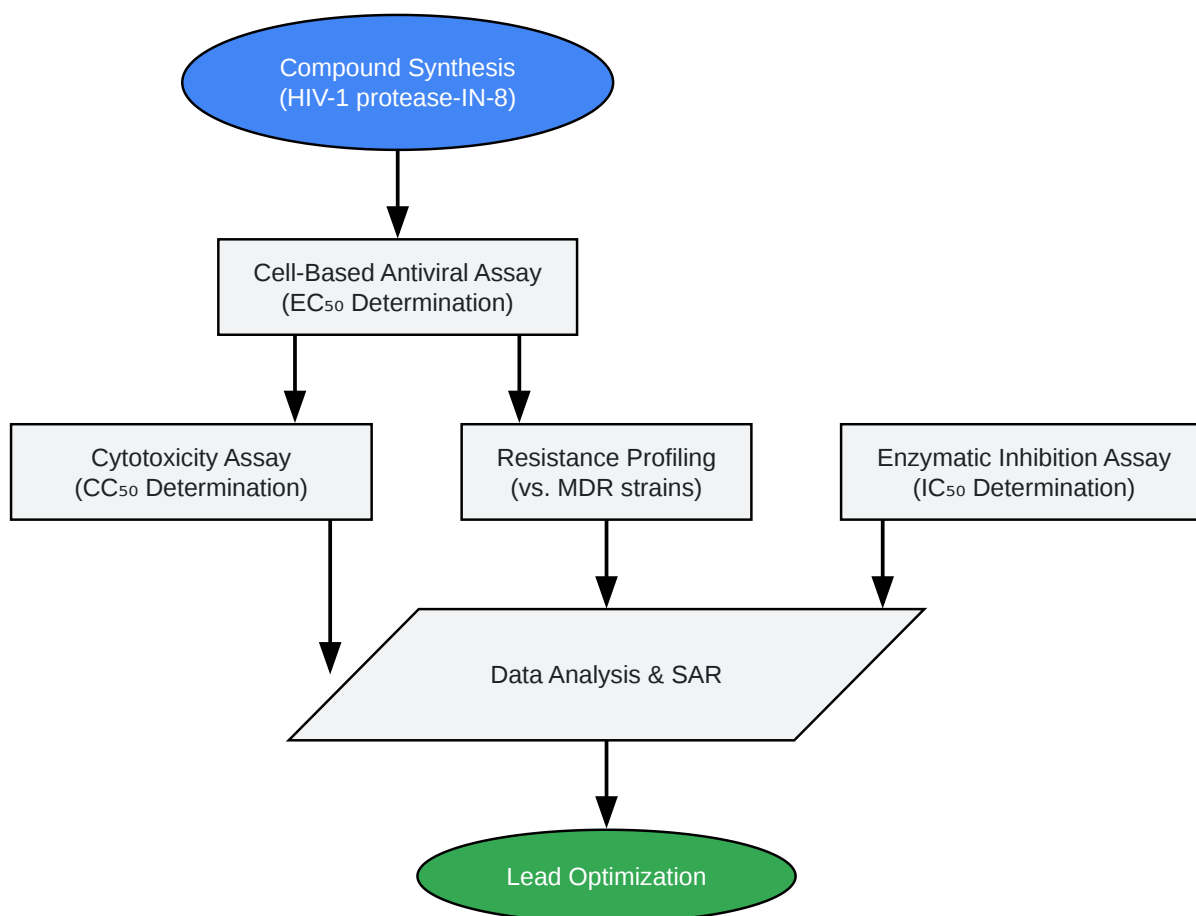 Compound Synthesis
(HIV-1 protease-IN-8)
Cell-Based Antiviral Assay
(EC₅₀ Determination)
Cytotoxicity Assay
(CC₅₀ Determination)
Resistance Profiling
(vs. MDR strains)
Enzymatic Inhibition Assay
(IC₅₀ Determination)
Data Analysis & SAR
Lead Optimization